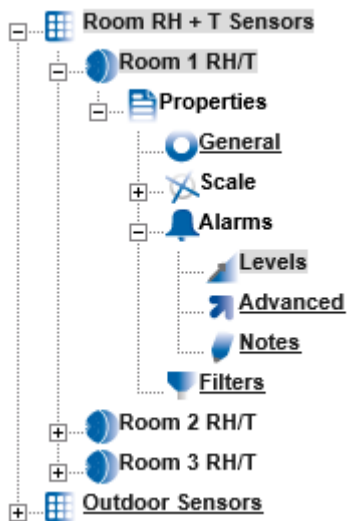 Room RH + T Sensors
Room 1 RH/T
Properties
General
Scale
Alarms
Levels
Advanced
Notes
Filters
Room 2 RH/T
Room 3 RH/T
Outdoor Sensors